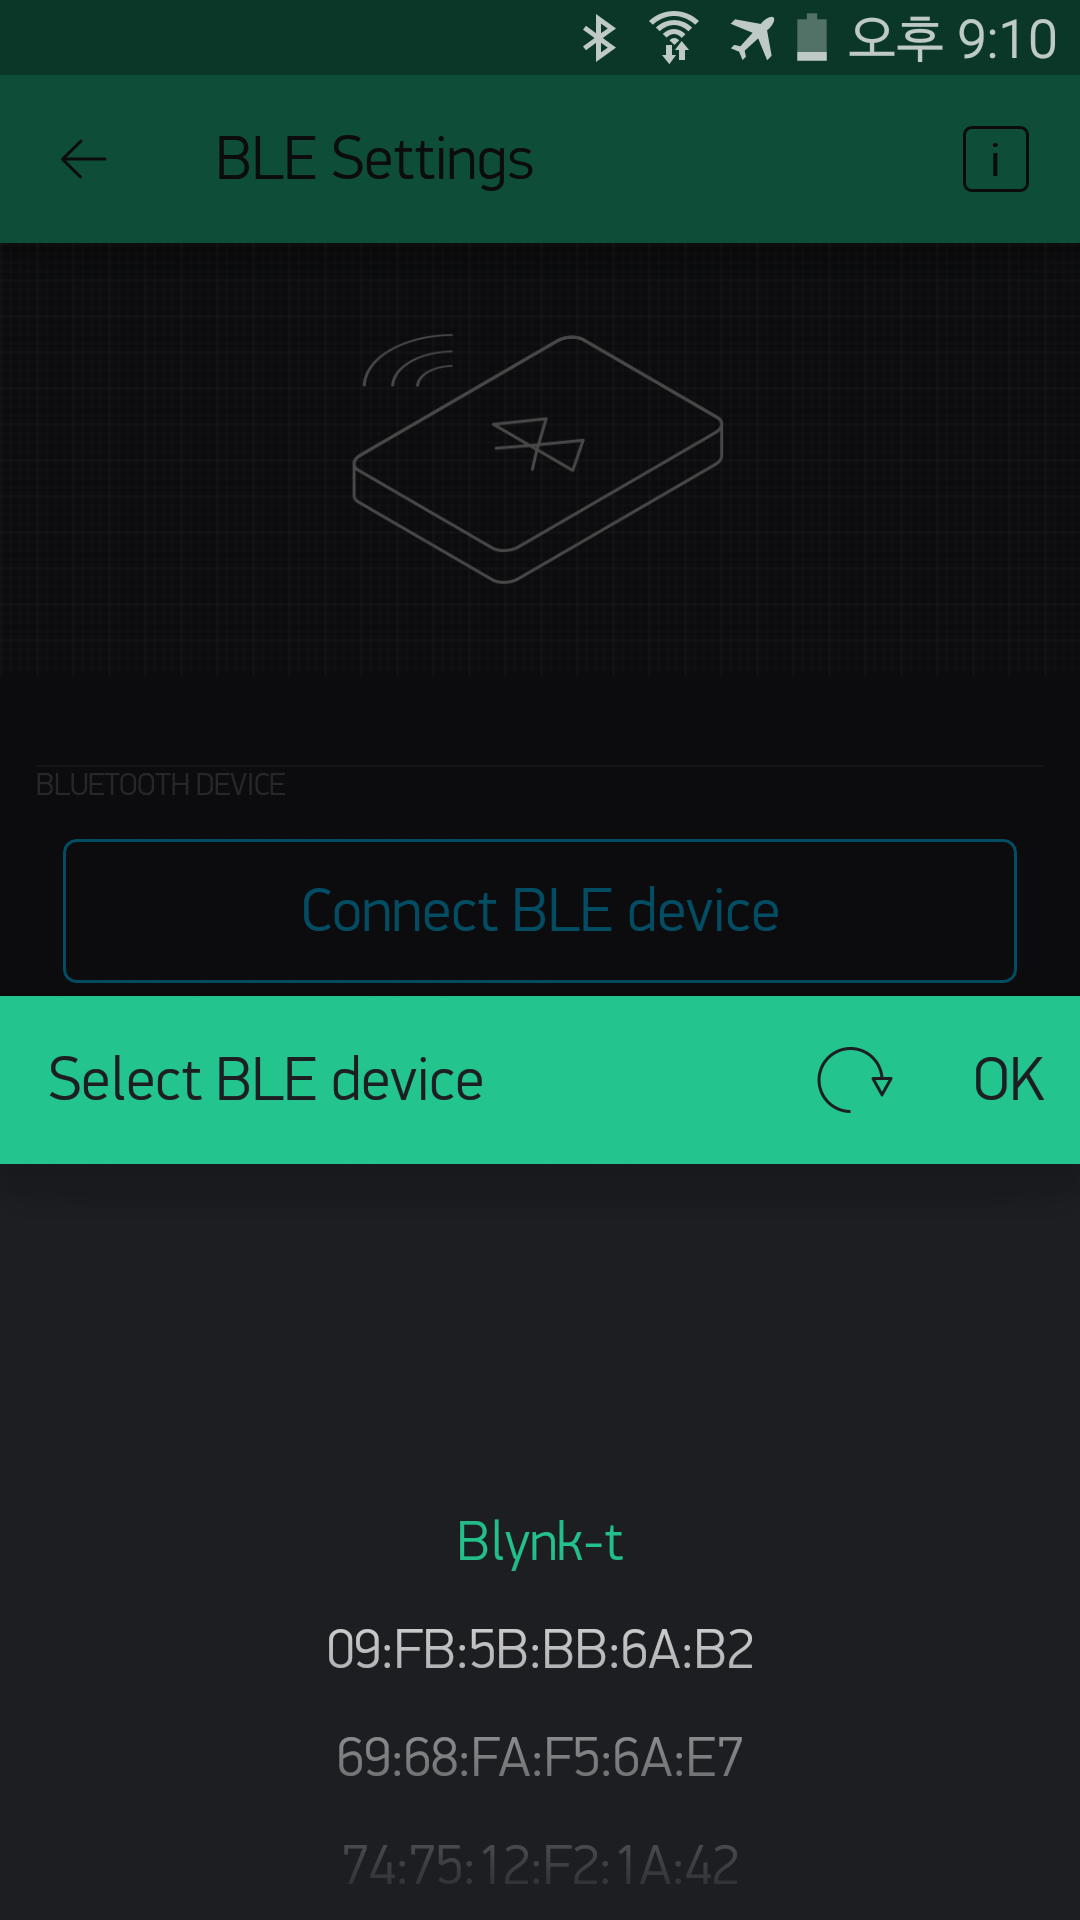 오후 9:10
BLE Settings
i
BLUETOOTH DEVICE
Connect BLE device
Select BLE device OK
Blynk-t
09:FB:5B:BB:6A:B2
69:68:FA:F5:6A:E7
74:75:12:F2:1A:42